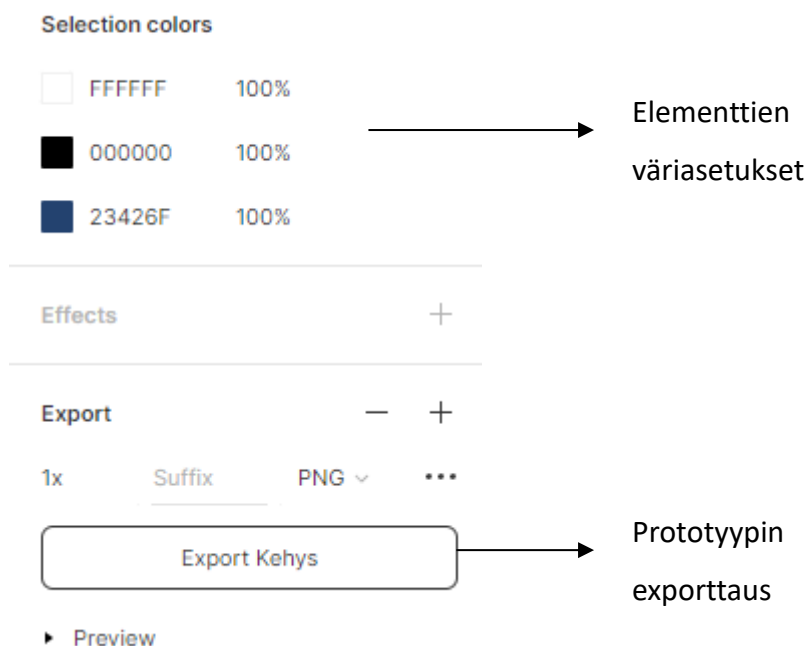 Selection colors
FFFFFF 100%
000000 100%
23426F 100%
Elementtien
väriasetukset
Effects
Export
1x Suffix PNG
Export Kehys
Prototyypin
exporttaus
Preview